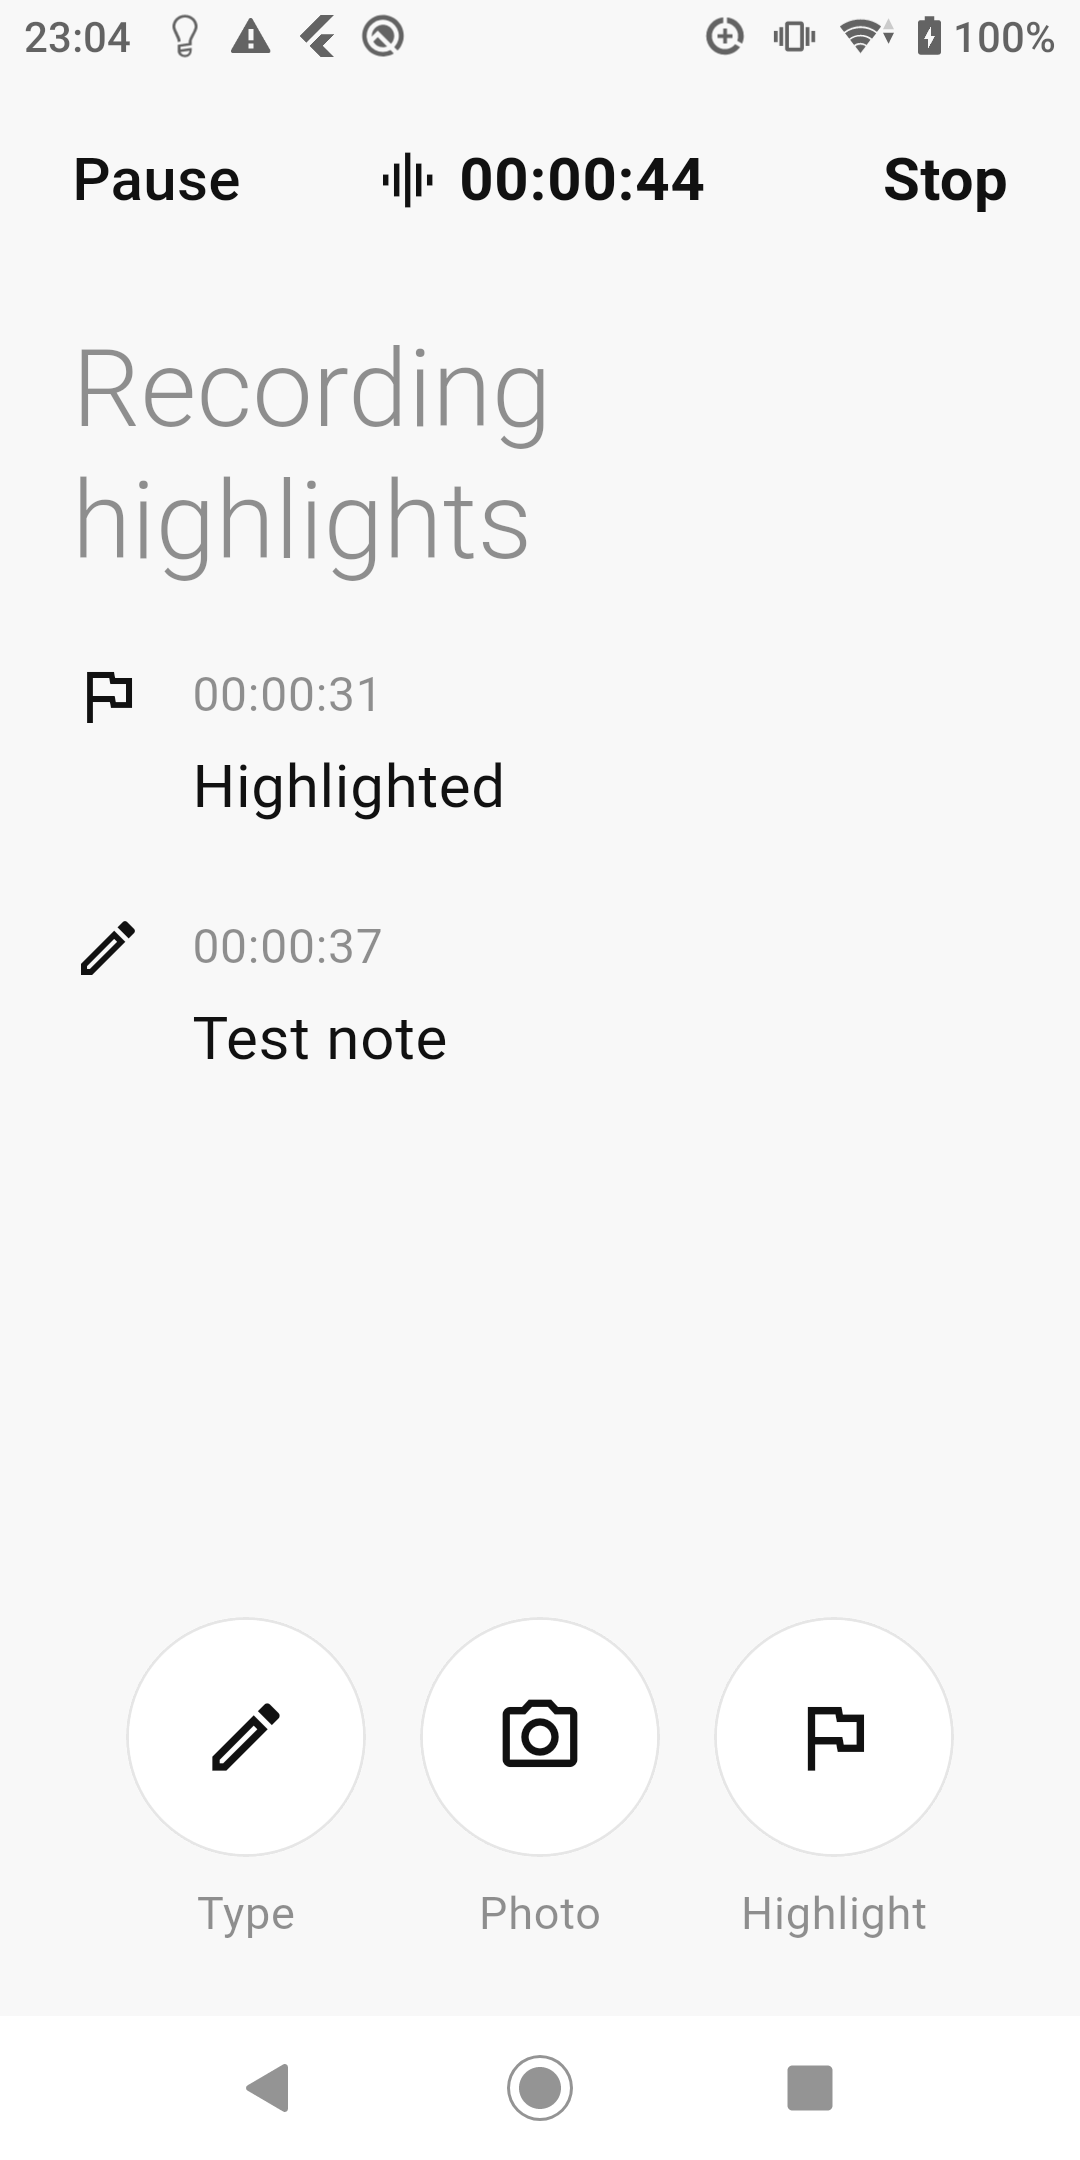 23:04 100%
Pause 00:00:44 Stop
Recording
highlights
00:00:31
Highlighted
00:00:37
Test note
Type Photo Highlight